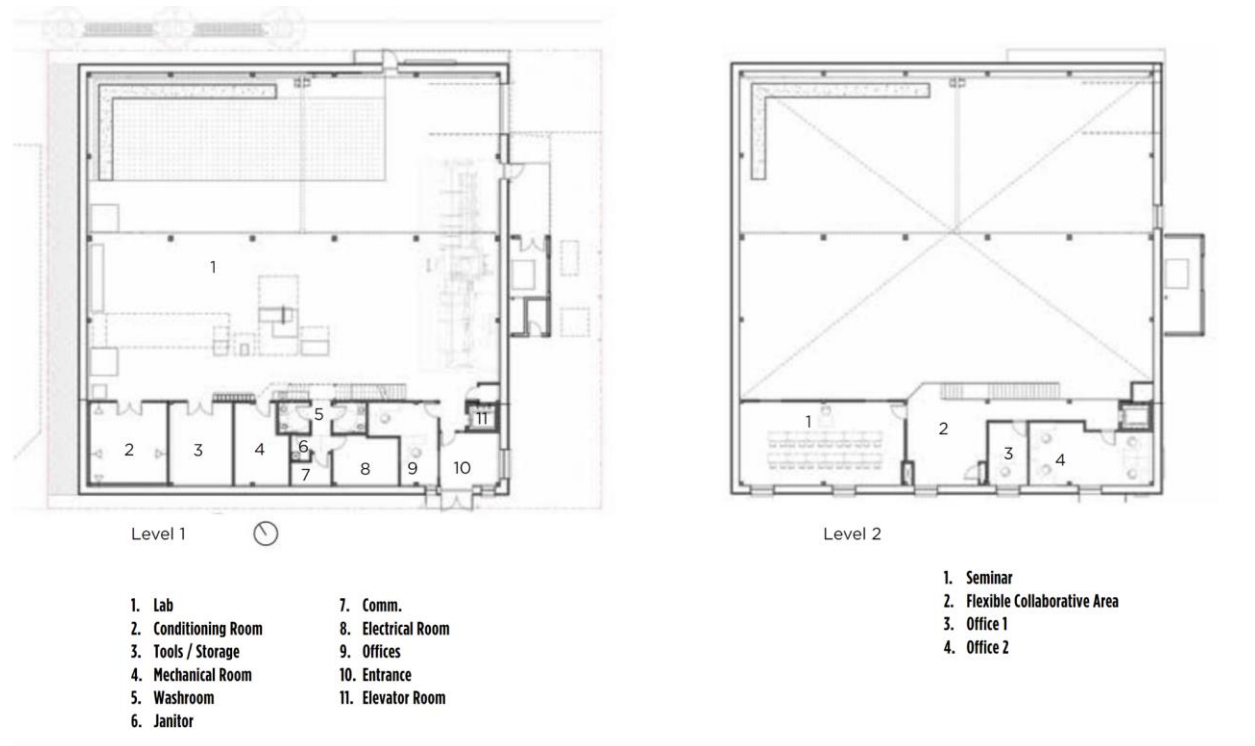 1
2
3
4
5
6
7
8
9
10
11
1
2
3
4
Level 1
Level 2
1. Lab
2. Conditioning Room
3. Tools / Storage
4. Mechanical Room
5. Washroom
6. Janitor
7. Comm.
8. Electrical Room
9. Offices
10. Entrance
11. Elevator Room
1. Seminar
2. Flexible Collaborative Area
3. Office 1
4. Office 2